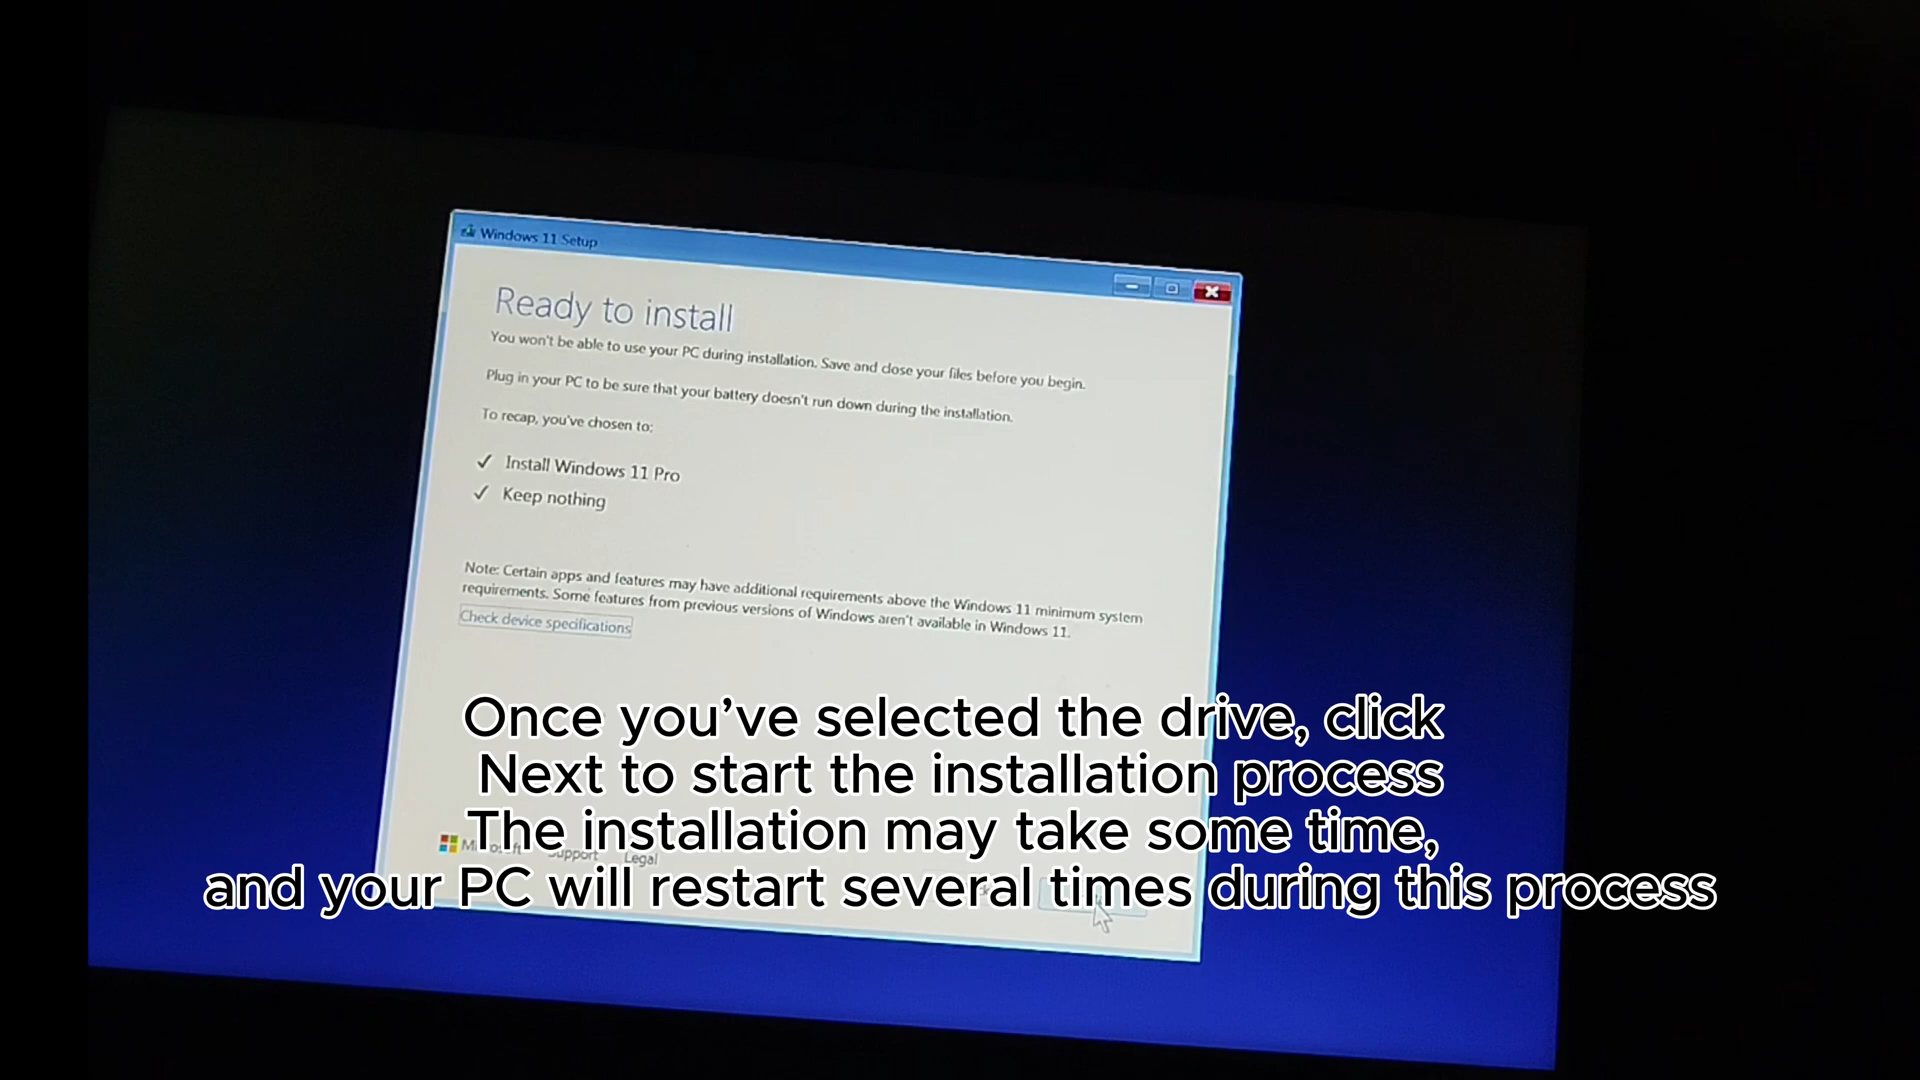 Windows 11 Setup
Ready to install
You won't be able to use your PC during installation. Save and close your files before you begin.
Plug in your PC to be sure that your battery doesn't run down during the installation.
To recap, you've chosen to:
✓ Install Windows 11 Pro
✓ Keep nothing
Note: Certain apps and features may have additional requirements above the Windows 11 minimum system
requirements. Some features from previous versions of Windows aren't available in Windows 11.
Check device specifications
Once you've selected the drive, click
Next to start the installation process
The installation may take some time,
Microsoft Support Legal
and your PC will restart several times during this process